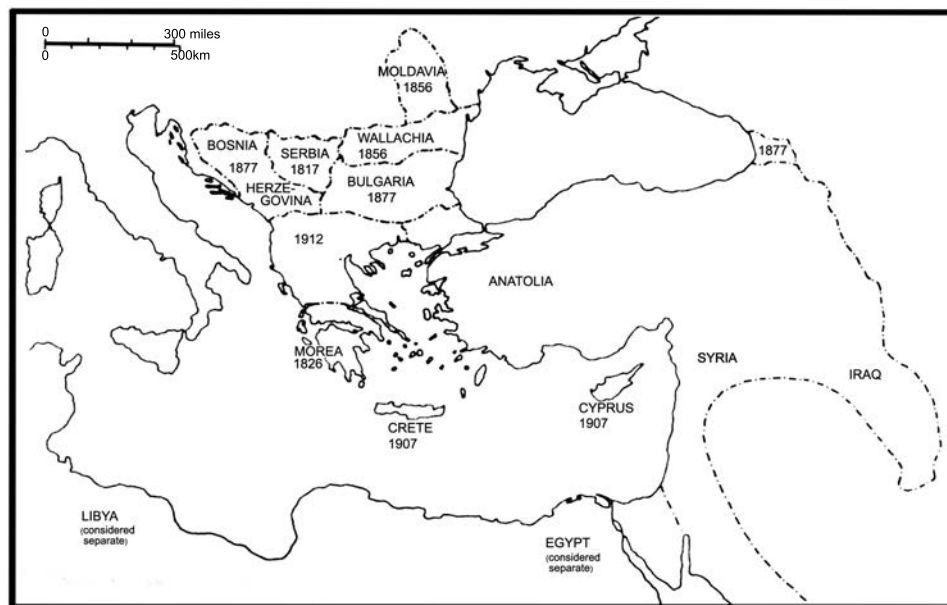 0 300 miles
0 500km
MOLDAVIA
1856
BOSNIA
1877
SERBIA
1817
WALLACHIA
1856
1877
HERZE-
GOVINA
BULGARIA
1877
1912
ANATOLIA
MOREA
1826
SYRIA
IRAQ
CRETE
1907
CYPRUS
1907
LIBYA
(considered
separate)
EGYPT
(considered
separate)